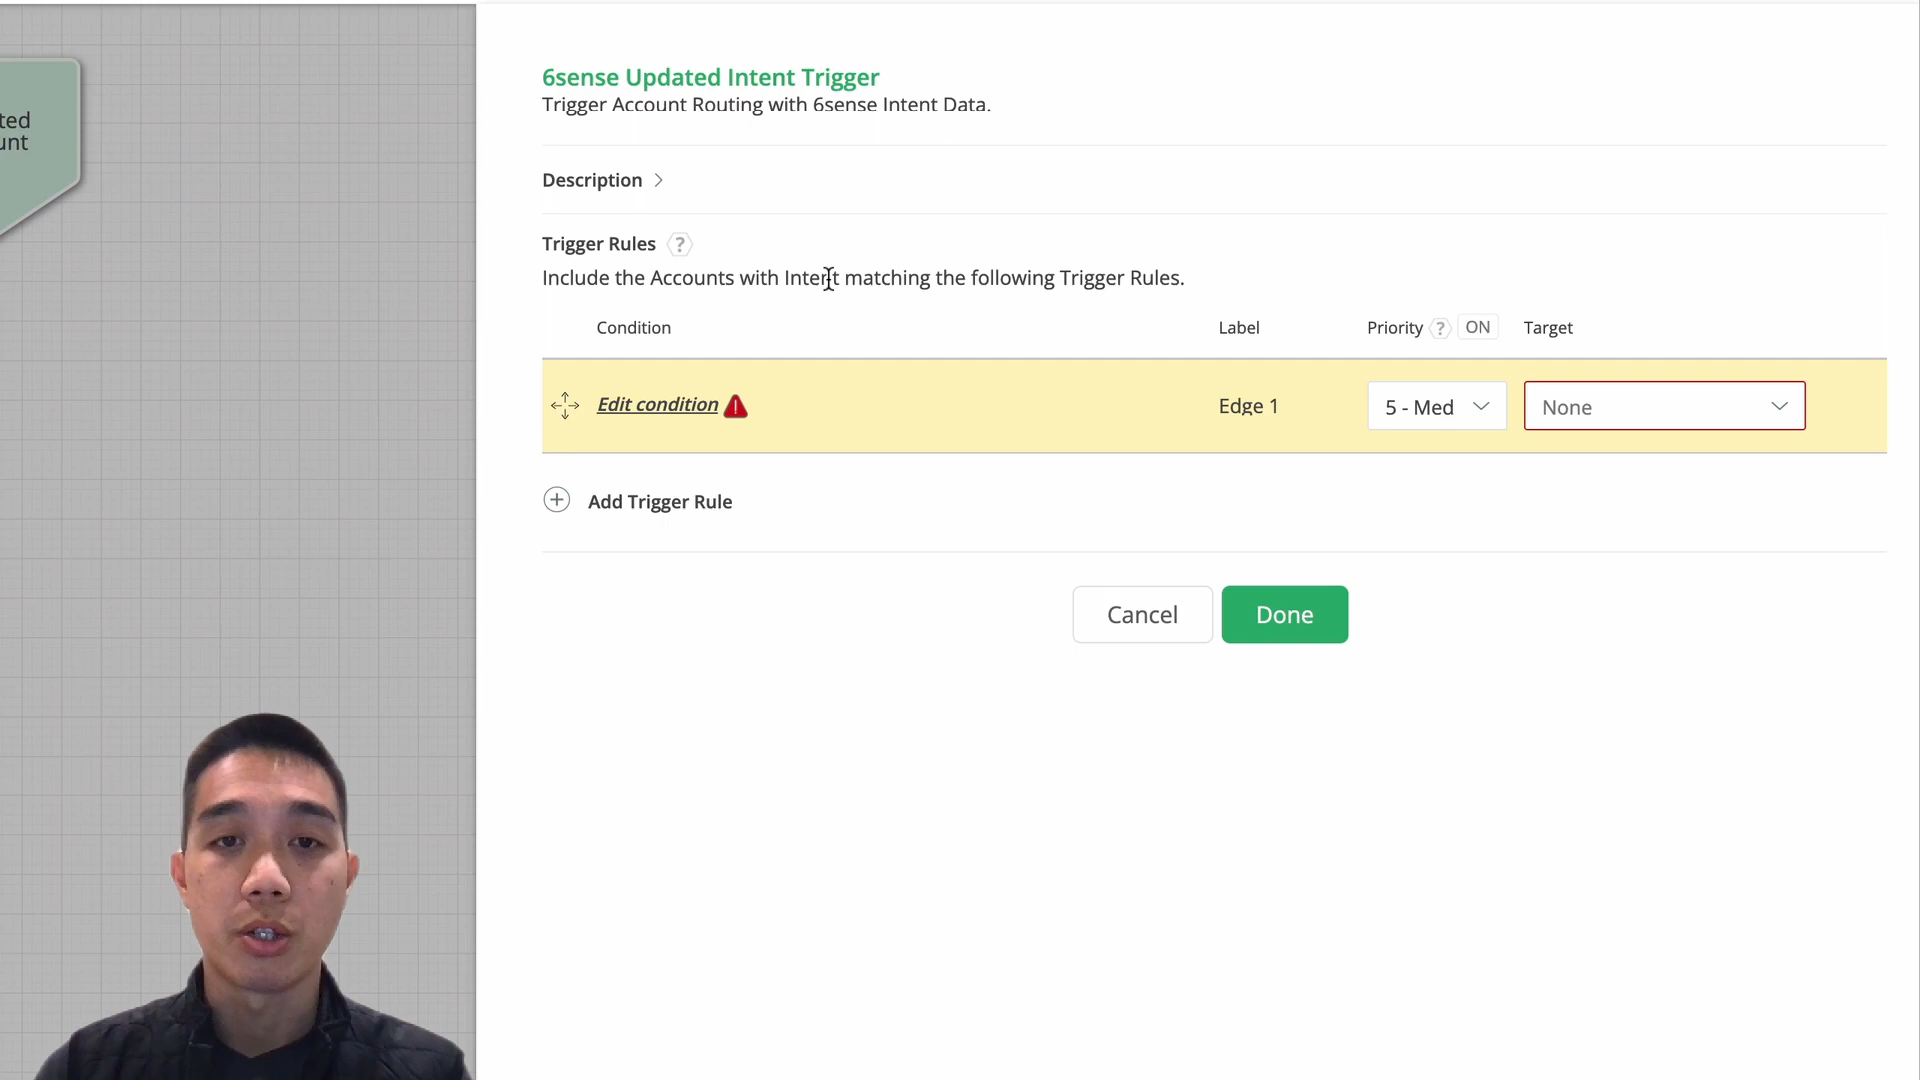 ted
unt
6sense Updated Intent Trigger
Trigger Account Routing with 6sense Intent Data.
Description
Trigger Rules ?
Include the Accounts with Intent matching the following Trigger Rules.
Condition Label Priority ? ON Target
Edit condition Edge 1 5 - Med None
Add Trigger Rule
Cancel Done